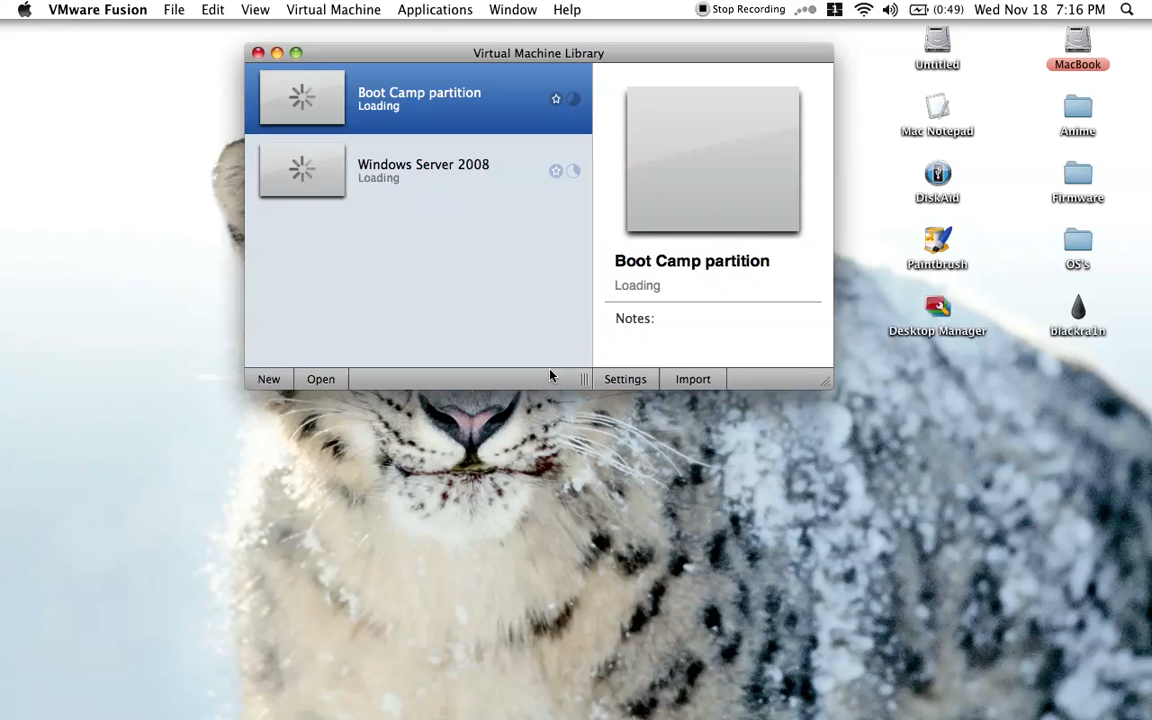 VMware Fusion File Edit View Virtual Machine Applications Window Help Stop Recording 1 (0:49) Wed Nov 18 7:16 PM
Virtual Machine Library
Boot Camp partition
Loading
Windows Server 2008
Loading
Boot Camp partition
Loading
Notes:
New Open Settings Import
Untitled MacBook
Mac Notepad Anime
DiskAid Firmware
Paintbrush OS's
Desktop Manager blackra1n